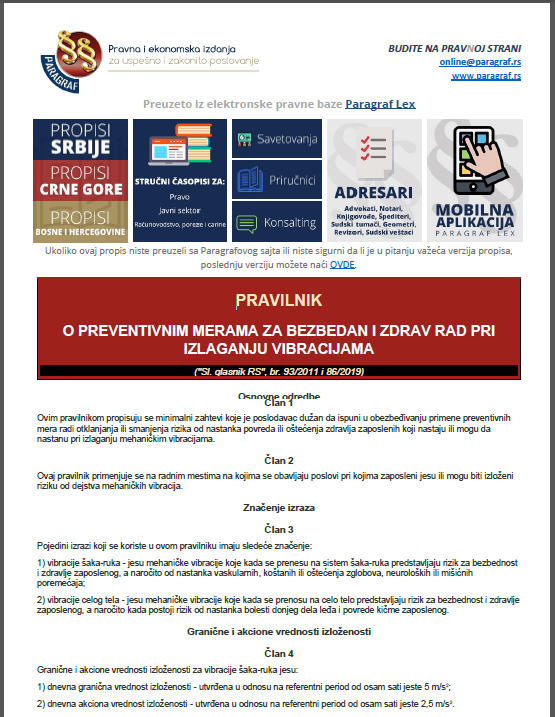 PARAGRAF
Pravna i ekonomska izdanja
za uspešno i zakonito poslovanje
BUDITE NA PRAVNOJ STRANI
online@paragraf.rs
www.paragraf.rs
Preuzeto iz elektronske pravne baze Paragraf Lex
PROPISI
SRBIJE
PROPISI
CRNE GORE
PROPISI
BOSNE I HERCEGOVINE
STRUČNI ČASOPISI ZA:
Pravo
Javni sektor
Računovodstvo, poreze i carine
Savetovanja
Priručnici
Konsalting
ADRESARI
Advokati, Notari,
Knjigovođe, Špediteri,
Sudski tumači, Geometri,
Revizori, Sudski veštaci
MOBILNA
APLIKACIJA
PARAGRAF LEX
Ukoliko ovaj propis niste preuzeli sa Paragrafovog sajta ili niste sigurni da li je u pitanju važeća verzija propisa,
poslednju verziju možete naći OVDE.
PRAVILNIK
O PREVENTIVNIM MERAMA ZA BEZBEDAN I ZDRAV RAD PRI
IZLAGANJU VIBRACIJAMA
("Sl. glasnik RS", br. 93/2011 i 86/2019)
Osnovne odredbe
Član 1
Ovim pravilnikom propisuju se minimalni zahtevi koje je poslodavac dužan da ispuni u obezbeđivanju primene preventivnih
mera radi otklanjanja ili smanjenja rizika od nastanka povreda ili oštećenja zdravlja zaposlenih koji nastaju ili mogu da
nastanu pri izlaganju mehaničkim vibracijama.
Član 2
Ovaj pravilnik primenjuje se na radnim mestima na kojima se obavljaju poslovi pri kojima zaposleni jesu ili mogu biti izloženi
riziku od dejstva mehaničkih vibracija.
Značenje izraza
Član 3
Pojedini izrazi koji se koriste u ovom pravilniku imaju sledeće značenje:
1) vibracije šaka-ruka - jesu mehaničke vibracije koje kada se prenesu na sistem šaka-ruka predstavljaju rizik za bezbednost
i zdravlje zaposlenog, a naročito od nastanka vaskularnih, koštanih ili oštećenja zglobova, neuroloških ili mišićnih
poremećaja;
2) vibracije celog tela - jesu mehaničke vibracije koje kada se prenosu na celo telo predstavljaju rizik za bezbednost i zdravlje
zaposlenog, a naročito kada postoji rizik od nastanka bolesti donjeg dela leđa i povrede kičme zaposlenog.
Granične i akcione vrednosti izloženosti
Član 4
Granične i akcione vrednosti izloženosti za vibracije šaka-ruka jesu:
1) dnevna granična vrednost izloženosti - utvrđena u odnosu na referentni period od osam sati jeste 5 m/s²;
2) dnevna akciona vrednost izloženosti - utvrđena u odnosu na referentni period od osam sati jeste 2,5 m/s².